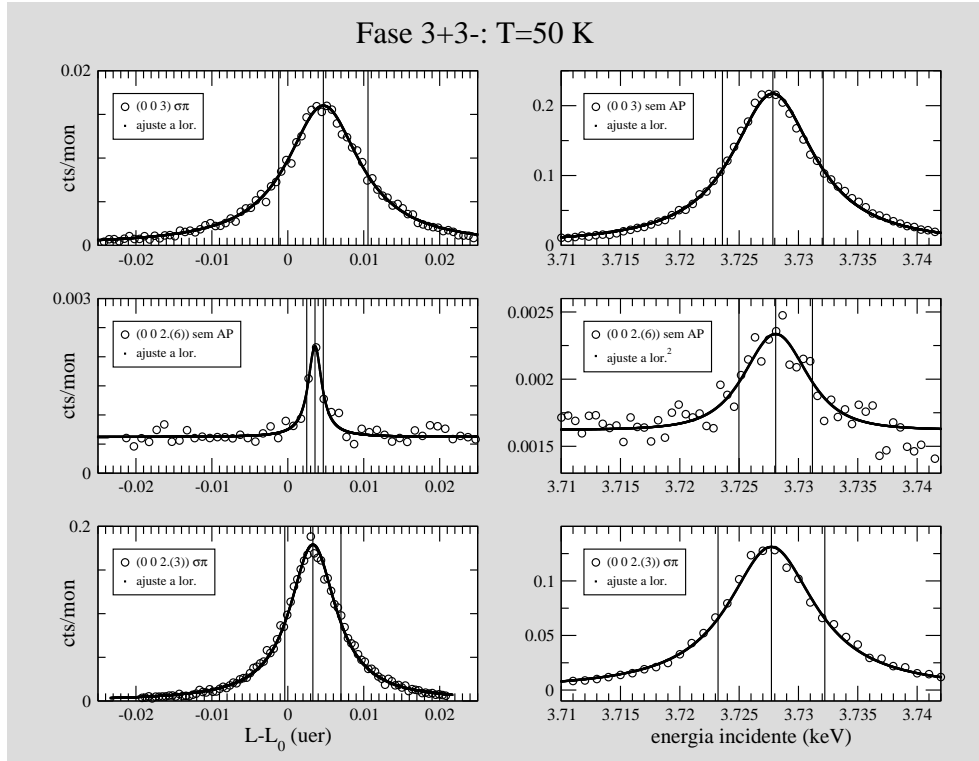 Fase 3+3-: T=50 K
0.02
(0 0 3) σπ
ajuste a lor.
cts/mon
0
-0.02 -0.01 0 0.01 0.02
0.2
0.1
0
(0 0 3) sem AP
ajuste a lor.
3.71 3.715 3.72 3.725 3.73 3.735 3.74
0.003
(0 0 2.(6)) sem AP
ajuste a lor.
cts/mon
0
-0.02 -0.01 0 0.01 0.02
0.0025
0.002
0.0015
(0 0 2.(6)) sem AP
ajuste a lor.²
3.71 3.715 3.72 3.725 3.73 3.735 3.74
0.2
(0 0 2.(3)) σπ
ajuste a lor.
cts/mon
0
-0.02 -0.01 0 0.01 0.02
L-L₀ (uer)
0.1
0.05
0
(0 0 2.(3)) σπ
ajuste a lor.
3.71 3.715 3.72 3.725 3.73 3.735 3.74
energia incidente (keV)